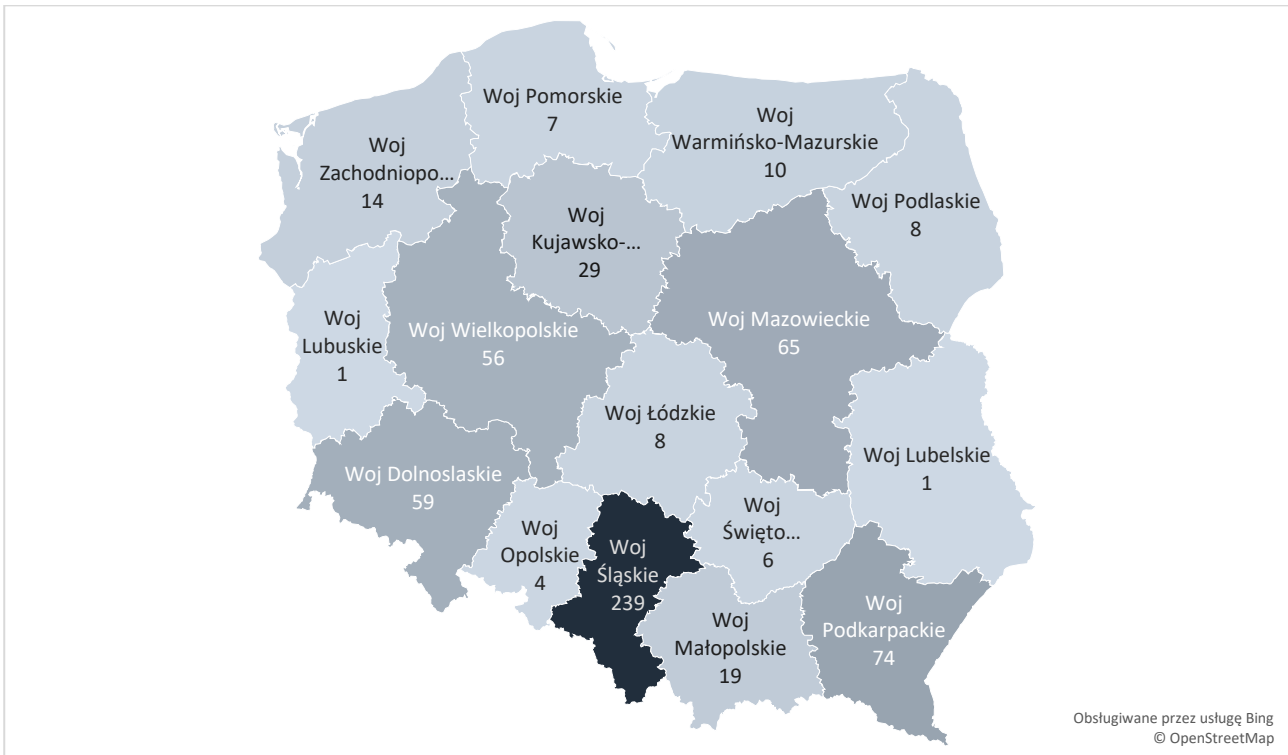 Woj Pomorskie
7
Woj
Warmińsko-Mazurskie
10
Woj
Zachodniopo...
14
Woj Podlaskie
8
Woj
Kujawsko-...
29
Woj
Lubuskie
1
Woj Wielkopolskie
56
Woj Mazowieckie
65
Woj Łódzkie
8
Woj Lubelskie
1
Woj Dolnoslaskie
59
Woj
Opolskie
4
Woj
Śląskie
239
Woj
Święto...
6
Woj
Małopolskie
19
Woj
Podkarpackie
74
Obsługiwane przez usługę Bing
© OpenStreetMap